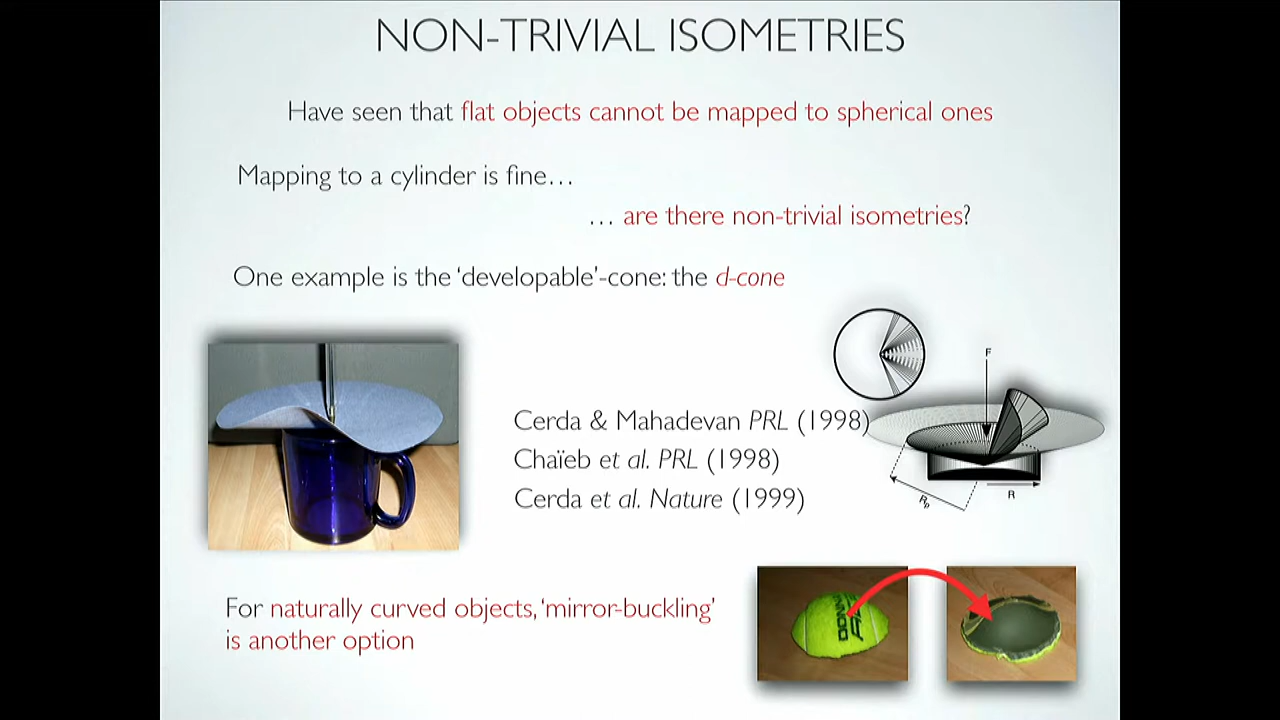 NON-TRIVIAL ISOMETRIES
Have seen that flat objects cannot be mapped to spherical ones
Mapping to a cylinder is fine…
… are there non-trivial isometries?
One example is the ‘developable’-cone: the d-cone
F
Cerda & Mahadevan PRL (1998)
Chaïeb et al. PRL (1998)
Cerda et al. Nature (1999)
Rp
R
For naturally curved objects, ‘mirror-buckling’
is another option